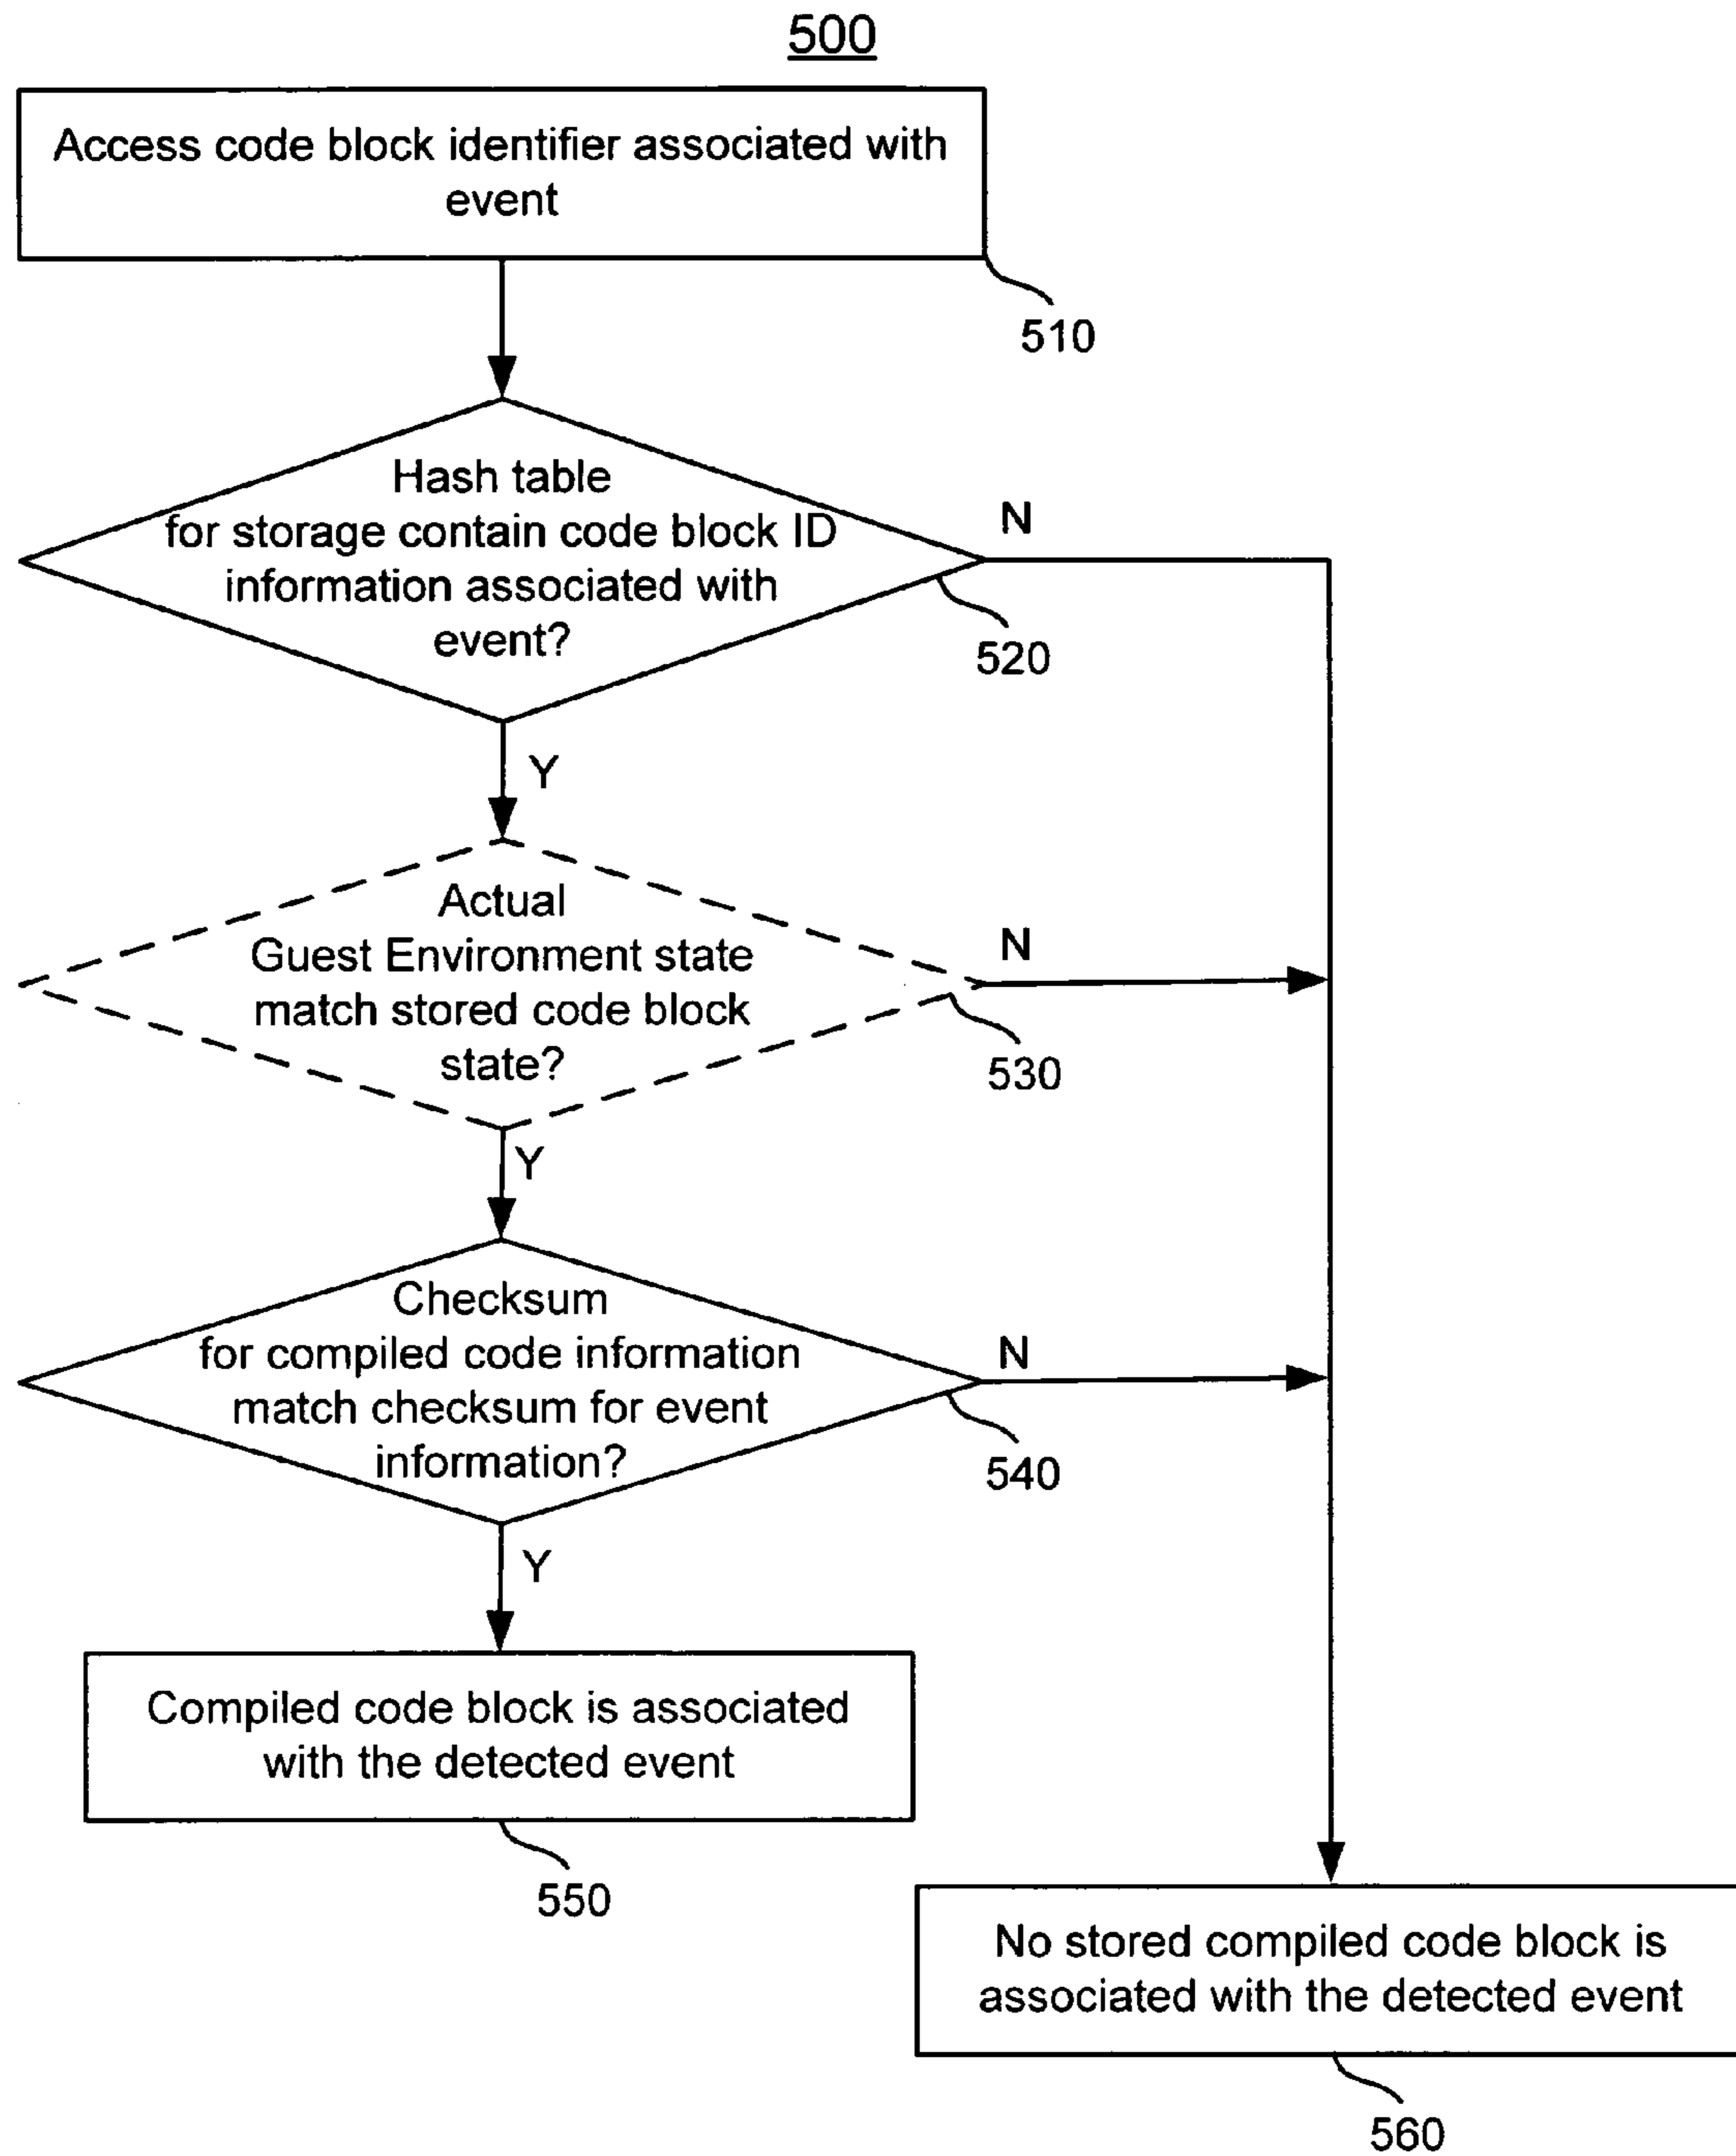 500
Access code block identifier associated with
event
510
Hash table
for storage contain code block ID
information associated with
event?
N
520
Y
Actual
Guest Environment state
match stored code block
state?
N
530
Y
Checksum
for compiled code information
match checksum for event
information?
N
540
Y
Compiled code block is associated
with the detected event
550
No stored compiled code block is
associated with the detected event
560